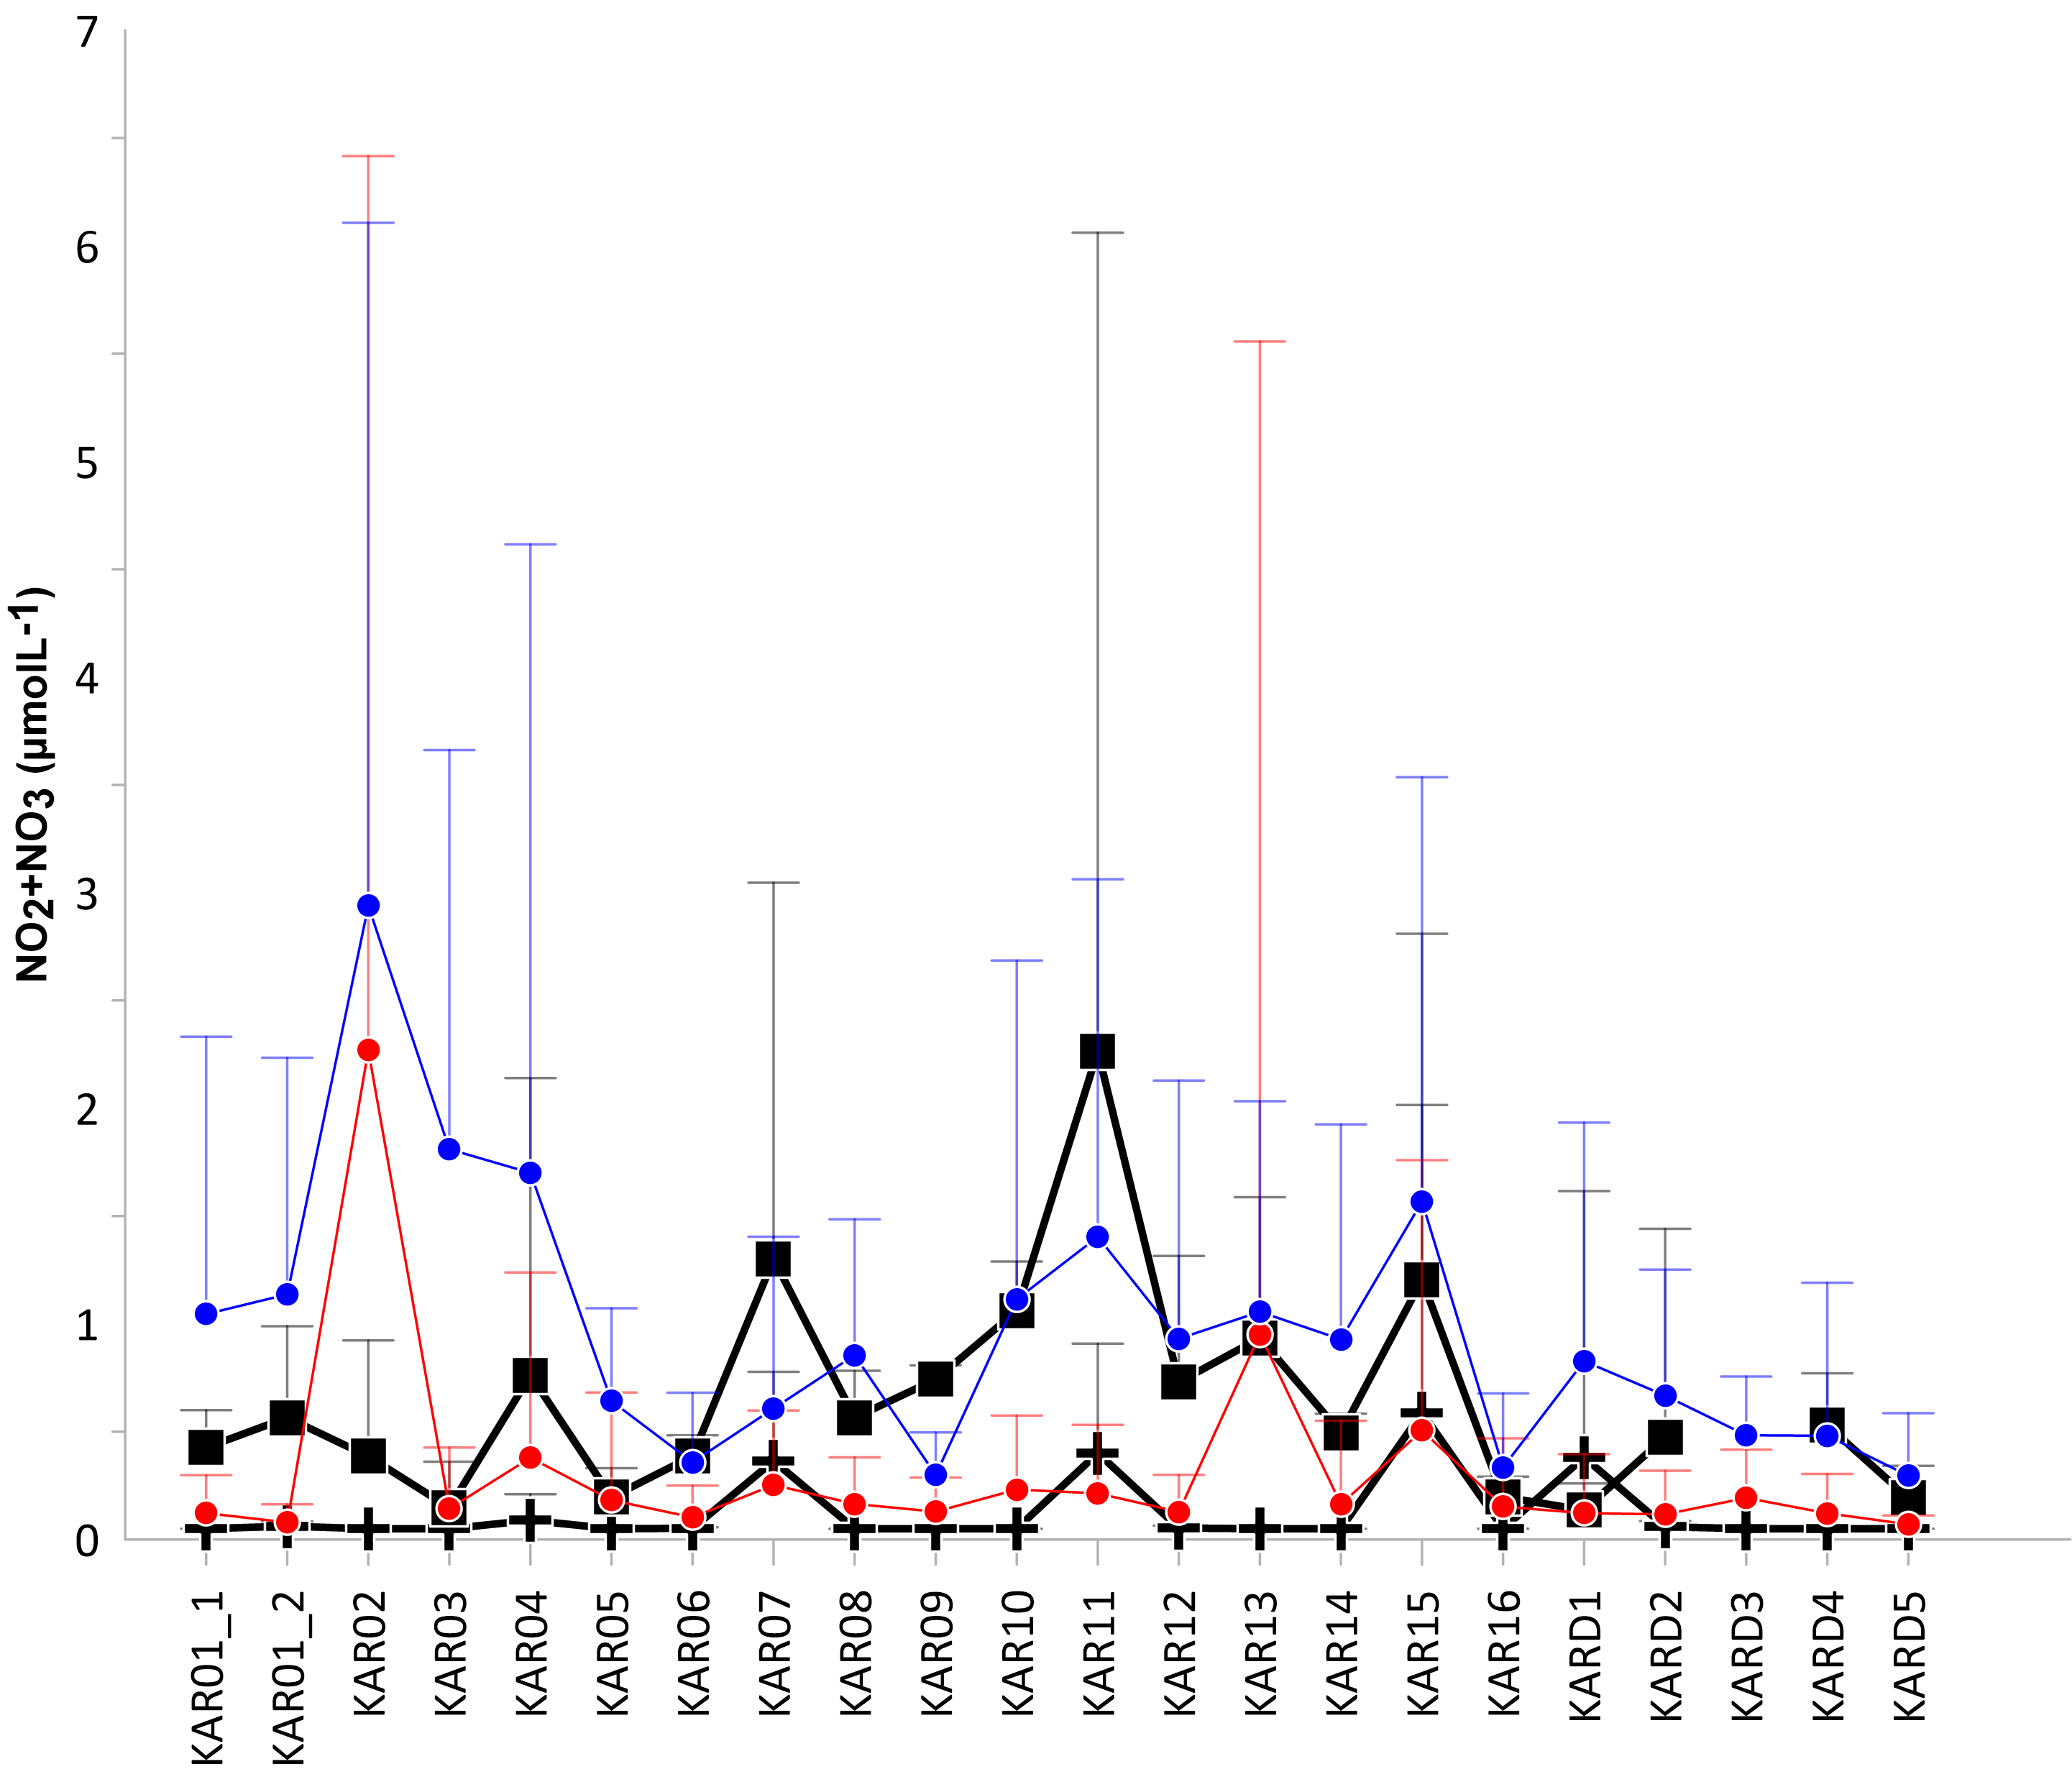 7
6
5
4
3
2
1
0
NO2+NO3 (µmolL-1)
KAR01_1
KAR01_2
KAR02
KAR03
KAR04
KAR05
KAR06
KAR07
KAR08
KAR09
KAR10
KAR11
KAR12
KAR13
KAR14
KAR15
KAR16
KARD1
KARD2
KARD3
KARD4
KARD5